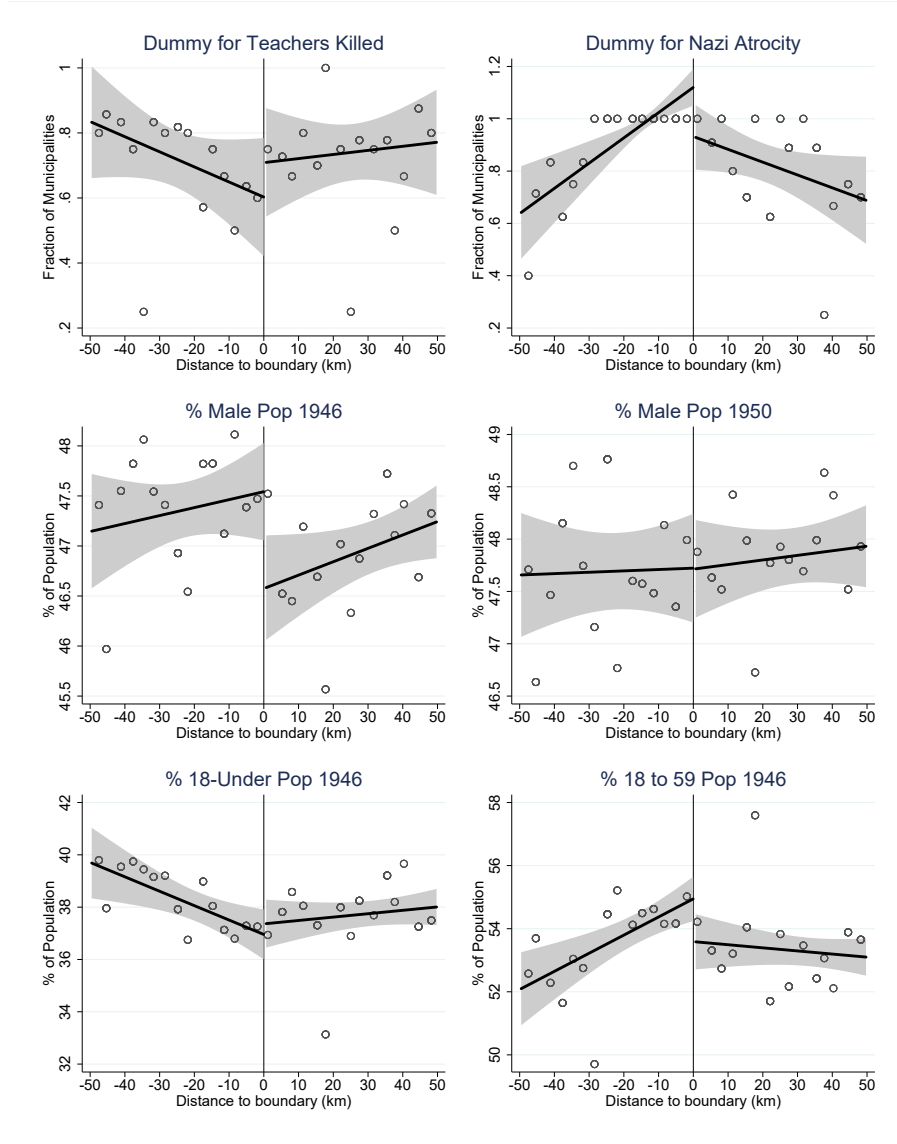 Dummy for Teachers Killed
Fraction of Municipalities
1
.8
.6
.4
.2
-50 -40 -30 -20 -10 0 10 20 30 40 50
Distance to boundary (km)
Dummy for Nazi Atrocity
Fraction of Municipalities
1.2
1
.8
.6
.4
.2
-50 -40 -30 -20 -10 0 10 20 30 40 50
Distance to boundary (km)
% Male Pop 1946
% of Population
48
47.5
47
46.5
46
45.5
-50 -40 -30 -20 -10 0 10 20 30 40 50
Distance to boundary (km)
% Male Pop 1950
% of Population
49
48.5
48
47.5
47
46.5
-50 -40 -30 -20 -10 0 10 20 30 40 50
Distance to boundary (km)
% 18-Under Pop 1946
% of Population
42
40
38
36
34
32
-50 -40 -30 -20 -10 0 10 20 30 40 50
Distance to boundary (km)
% 18 to 59 Pop 1946
% of Population
58
56
54
52
50
-50 -40 -30 -20 -10 0 10 20 30 40 50
Distance to boundary (km)